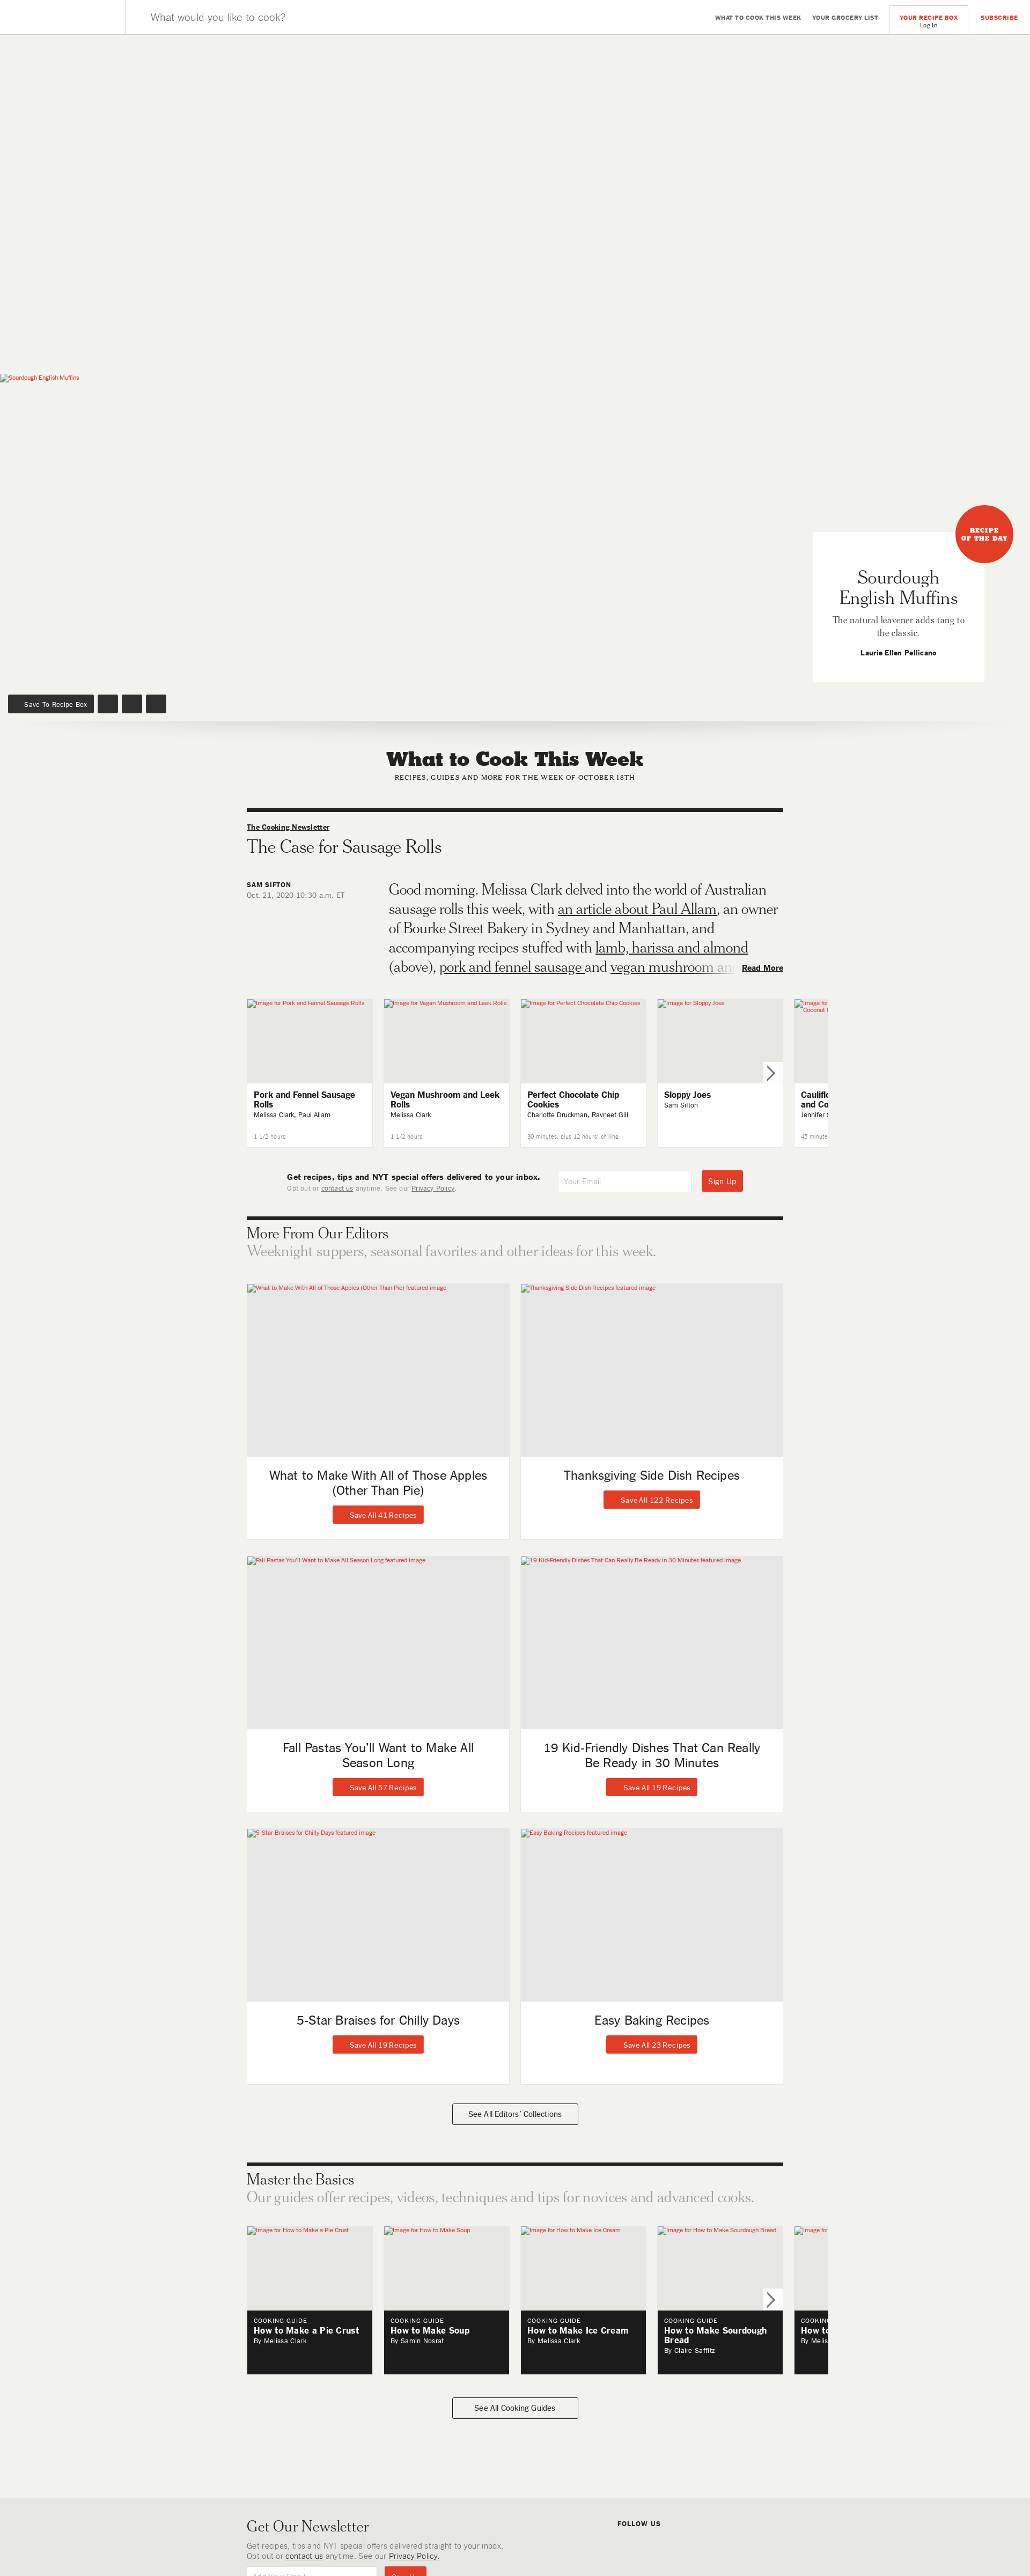 What would you like to cook?
WHAT TO COOK THIS WEEK
YOUR GROCERY LIST
YOUR RECIPE BOX
Log In
SUBSCRIBE
Sourdough English Muffins
RECIPE
OF THE DAY
Sourdough
English Muffins
The natural leavener adds tang to
the classic.
Laurie Ellen Pellicano
Save To Recipe Box
What to Cook This Week
RECIPES, GUIDES AND MORE FOR THE WEEK OF OCTOBER 18TH
The Cooking Newsletter
The Case for Sausage Rolls
SAM SIFTON
Oct. 21, 2020 10:30 a.m. ET
Good morning. Melissa Clark delved into the world of Australian
sausage rolls this week, with an article about Paul Allam, an owner
of Bourke Street Bakery in Sydney and Manhattan, and
accompanying recipes stuffed with lamb, harissa and almond
(above), pork and fennel sausage and vegan mushroom an
Read More
Image for Pork and Fennel Sausage Rolls
Pork and Fennel Sausage
Rolls
Melissa Clark, Paul Allam
1 1/2 hours
Image for Vegan Mushroom and Leek Rolls
Vegan Mushroom and Leek
Rolls
Melissa Clark
1 1/2 hours
Image for Perfect Chocolate Chip Cookies
Perfect Chocolate Chip
Cookies
Charlotte Druckman, Ravneet Gill
30 minutes, plus 12 hours' chilling
Image for Sloppy Joes
Sloppy Joes
Sam Sifton
Image for
Coconut
Caulifl
and Co
Jennifer
45 minute
Get recipes, tips and NYT special offers delivered to your inbox.
Opt out or contact us anytime. See our Privacy Policy.
Your Email
Sign Up
More From Our Editors
Weeknight suppers, seasonal favorites and other ideas for this week.
What to Make With All of Those Apples (Other Than Pie) featured image
What to Make With All of Those Apples
(Other Than Pie)
Save All 41 Recipes
Thanksgiving Side Dish Recipes featured image
Thanksgiving Side Dish Recipes
Save All 122 Recipes
Fall Pastas You'll Want to Make All Season Long featured image
Fall Pastas You’ll Want to Make All
Season Long
Save All 57 Recipes
19 Kid-Friendly Dishes That Can Really Be Ready in 30 Minutes featured image
19 Kid-Friendly Dishes That Can Really
Be Ready in 30 Minutes
Save All 19 Recipes
5-Star Braises for Chilly Days featured image
5-Star Braises for Chilly Days
Save All 19 Recipes
Easy Baking Recipes featured image
Easy Baking Recipes
Save All 23 Recipes
See All Editors’ Collections
Master the Basics
Our guides offer recipes, videos, techniques and tips for novices and advanced cooks.
Image for How to Make a Pie Crust
COOKING GUIDE
How to Make a Pie Crust
By Melissa Clark
Image for How to Make Soup
COOKING GUIDE
How to Make Soup
By Samin Nosrat
Image for How to Make Ice Cream
COOKING GUIDE
How to Make Ice Cream
By Melissa Clark
Image for How to Make Sourdough Bread
COOKING GUIDE
How to Make Sourdough
Bread
By Claire Saffitz
Image for
COOKING
How to
By Melis
See All Cooking Guides
Get Our Newsletter
Get recipes, tips and NYT special offers delivered straight to your inbox.
Opt out or contact us anytime. See our Privacy Policy.
FOLLOW US